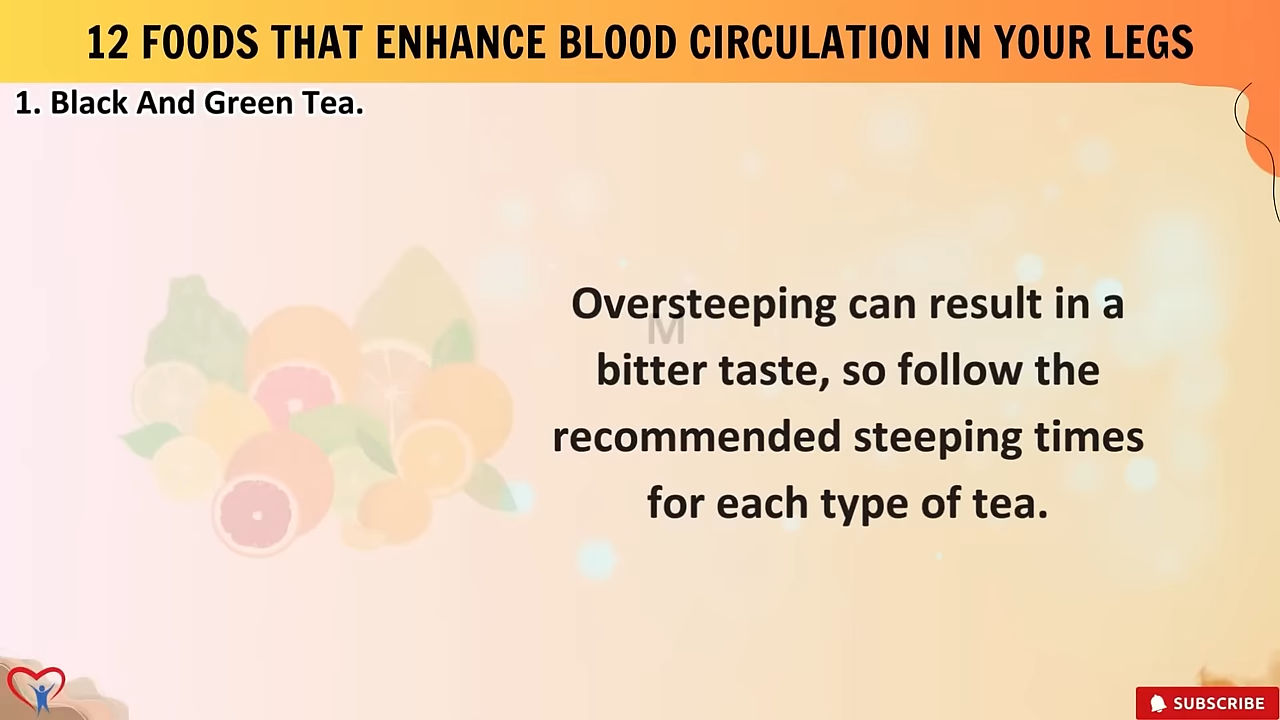 12 FOODS THAT ENHANCE BLOOD CIRCULATION IN YOUR LEGS
1. Black And Green Tea.
Oversteeping can result in a
M
bitter taste, so follow the
recommended steeping times
for each type of tea.
SUBSCRIBE